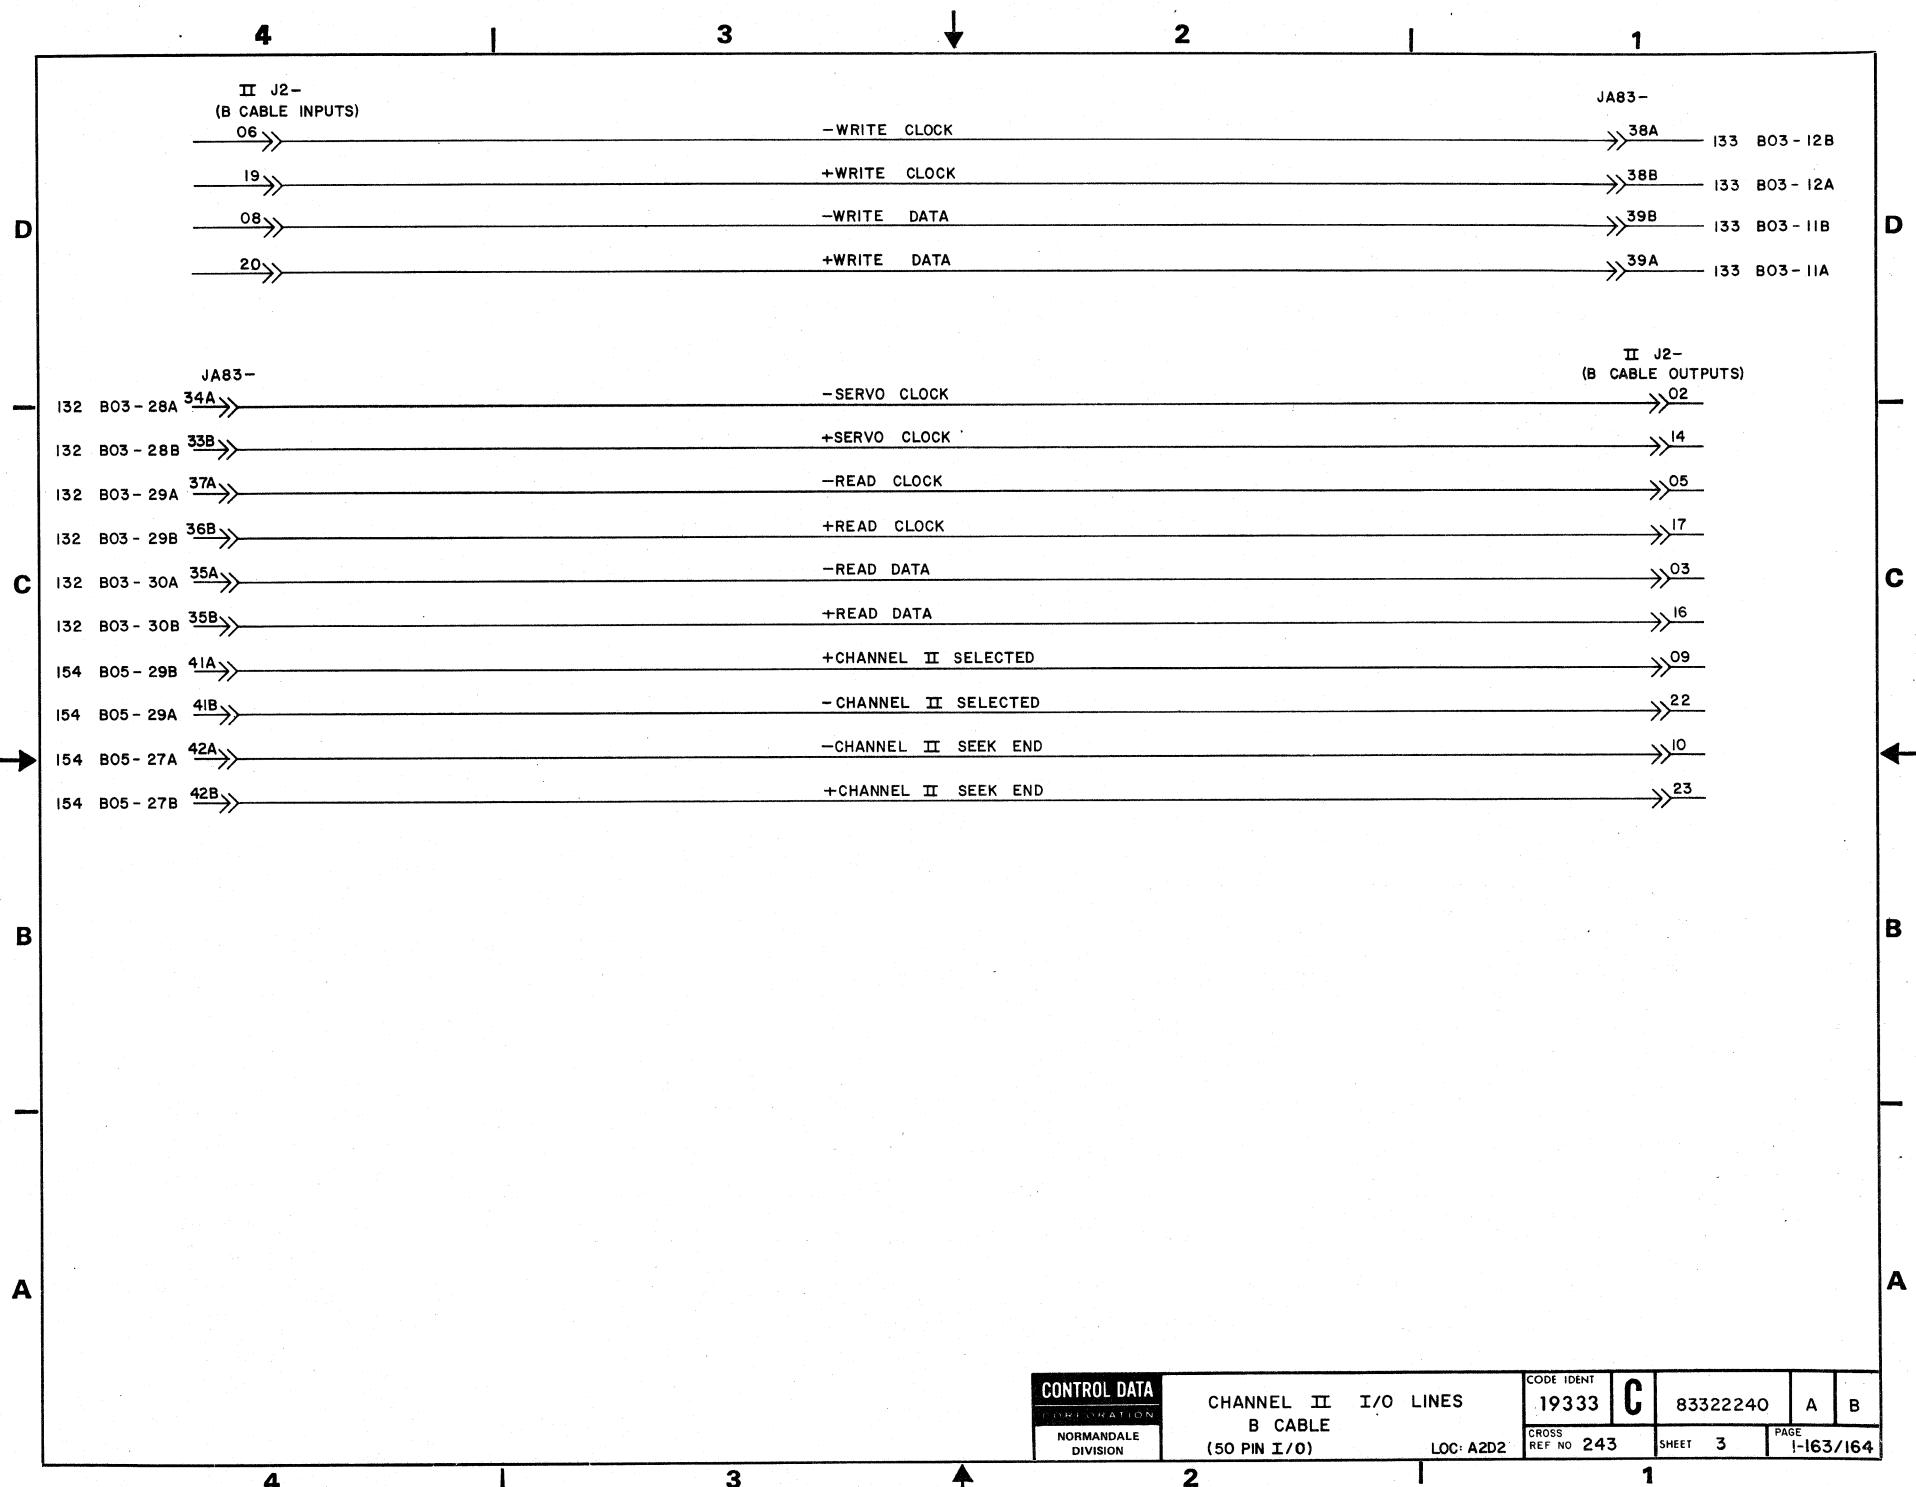 4 3 2 1
II J2-
(B CABLE INPUTS)
JA83-
06 -WRITE CLOCK 38A 133 B03-12B
19 +WRITE CLOCK 38B 133 B03-12A
08 -WRITE DATA 39B 133 B03-11B
D D
20 +WRITE DATA 39A 133 B03-11A
JA83-
II J2-
(B CABLE OUTPUTS)
132 B03-28A 34A -SERVO CLOCK 02
132 B03-28B 33B +SERVO CLOCK 14
132 B03-29A 37A -READ CLOCK 05
132 B03-29B 36B +READ CLOCK 17
132 B03-30A 35A -READ DATA 03
C C
132 B03-30B 35B +READ DATA 16
154 B05-29B 41A +CHANNEL II SELECTED 09
154 B05-29A 41B -CHANNEL II SELECTED 22
154 B05-27A 42A -CHANNEL II SEEK END 10
154 B05-27B 42B +CHANNEL II SEEK END 23
B B
A A
CONTROL DATA
CORPORATION
NORMANDALE
DIVISION
CHANNEL II I/O LINES
B CABLE
(50 PIN I/O) LOC: A2D2
CODE IDENT
19333 C 83322240 A B
CROSS
REF NO 243 SHEET 3 PAGE
1-163/164
4 3 2 1